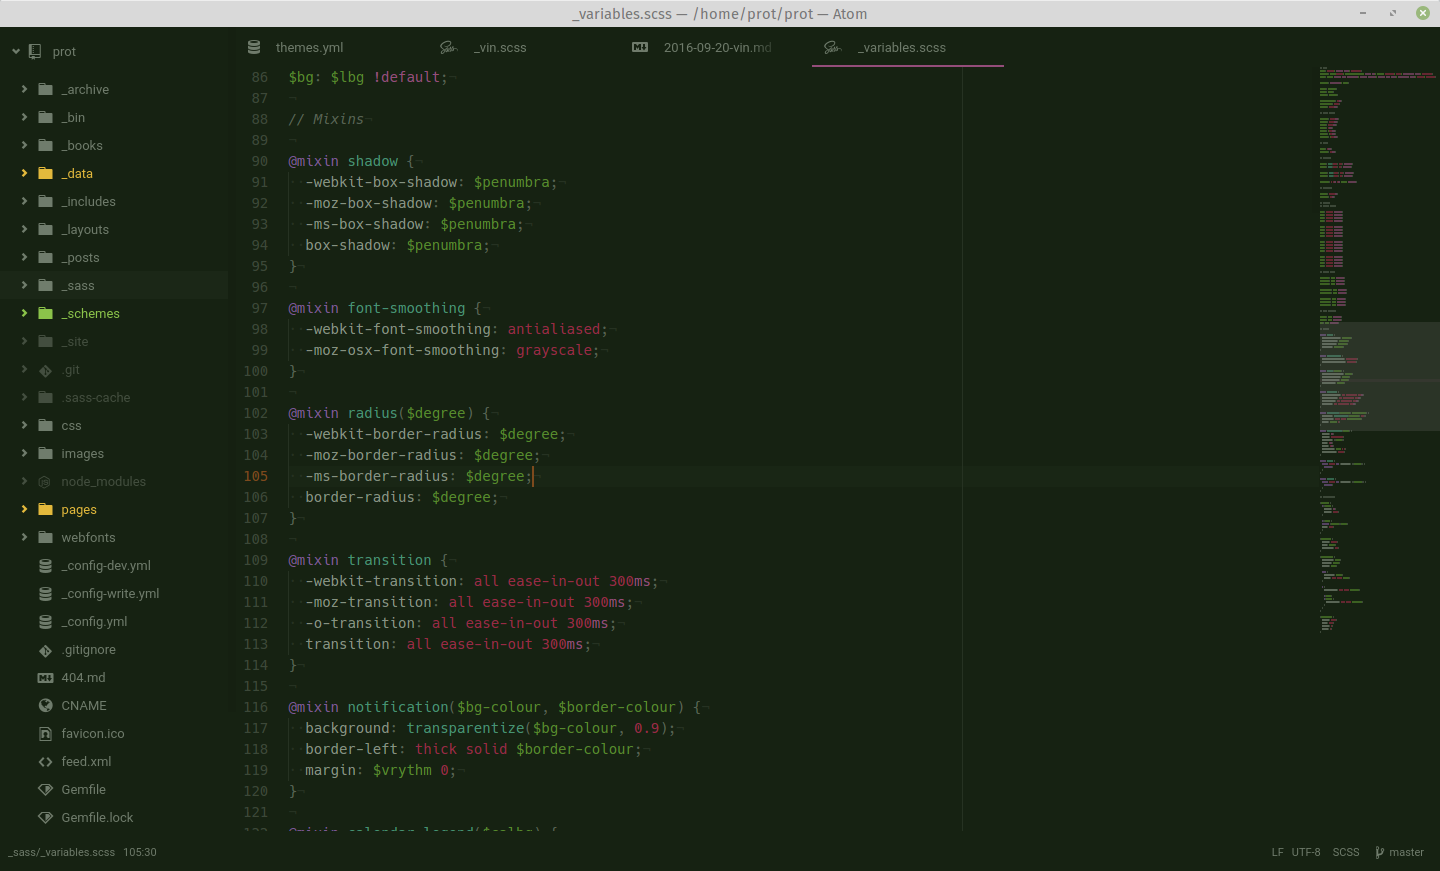 _variables.scss — /home/prot/prot — Atom
prot
_archive
_bin
_books
_data
_includes
_layouts
_posts
_sass
_schemes
_site
.git
.sass-cache
css
images
node_modules
pages
webfonts
_config-dev.yml
_config-write.yml
_config.yml
.gitignore
404.md
CNAME
favicon.ico
feed.xml
Gemfile
Gemfile.lock
themes.yml
_vin.scss
2016-09-20-vin.md
_variables.scss
86 $bg: $lbg !default;¬
87 ¬
88 // Mixins¬
89 ¬
90 @mixin shadow {¬
91 ··-webkit-box-shadow: $penumbra;¬
92 ··-moz-box-shadow: $penumbra;¬
93 ··-ms-box-shadow: $penumbra;¬
94 ··box-shadow: $penumbra;¬
95 }¬
96 ¬
97 @mixin font-smoothing {¬
98 ··-webkit-font-smoothing: antialiased;¬
99 ··-moz-osx-font-smoothing: grayscale;¬
100 }¬
101 ¬
102 @mixin radius($degree) {¬
103 ··-webkit-border-radius: $degree;¬
104 ··-moz-border-radius: $degree;¬
105 ··-ms-border-radius: $degree;¬
106 ··border-radius: $degree;¬
107 }¬
108 ¬
109 @mixin transition {¬
110 ··-webkit-transition: all ease-in-out 300ms;¬
111 ··-moz-transition: all ease-in-out 300ms;¬
112 ··-o-transition: all ease-in-out 300ms;¬
113 ··transition: all ease-in-out 300ms;¬
114 }¬
115 ¬
116 @mixin notification($bg-colour, $border-colour) {¬
117 ··background: transparentize($bg-colour, 0.9);¬
118 ··border-left: thick solid $border-colour;¬
119 ··margin: $vrythm 0;¬
120 }¬
121 ¬
_sass/_variables.scss 105:30
LF UTF-8 SCSS master